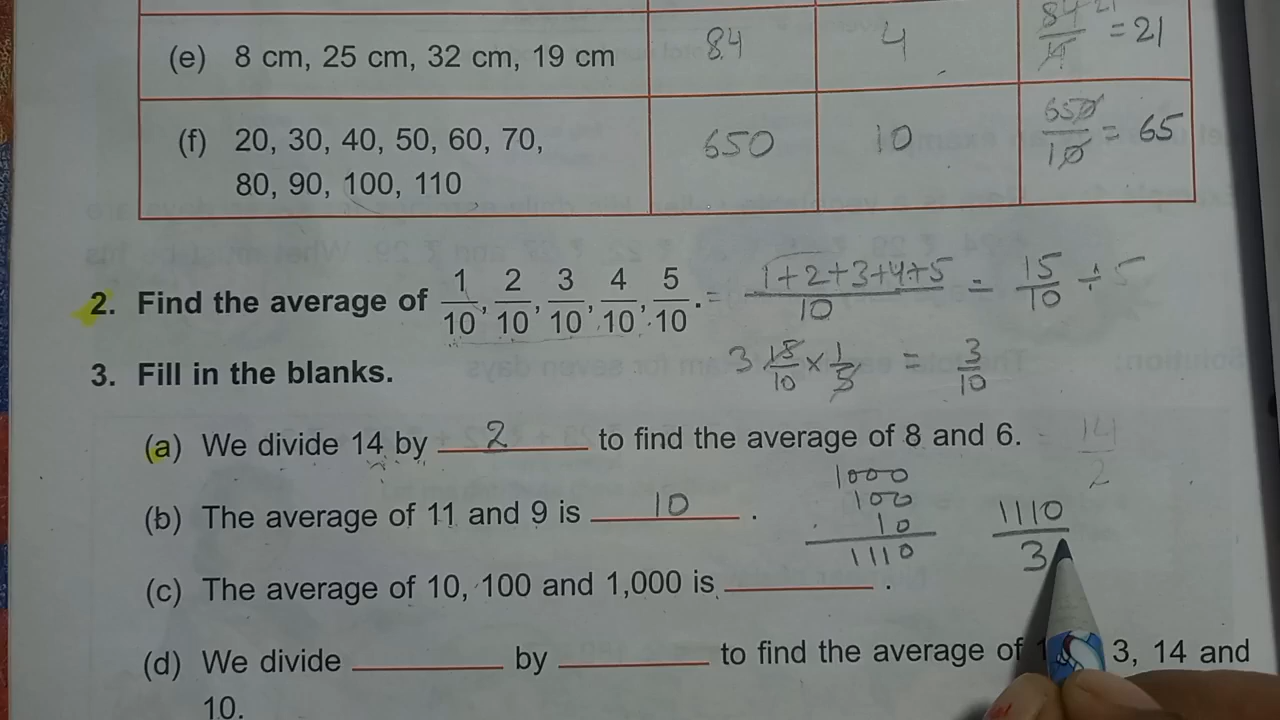 (e) 8 cm, 25 cm, 32 cm, 19 cm 84 4 84/4 21 = 21
(f) 20, 30, 40, 50, 60, 70, 650 10 650/10 = 65
80, 90, 100, 110
2. Find the average of 1/10, 2/10, 3/10, 4/10, 5/10. = 1+2+3+4+5/10 = 15/10 ÷ 5
3 15/10 × 1/5 = 3/10
3. Fill in the blanks.
(a) We divide 14 by 2 to find the average of 8 and 6. = 14/2
(b) The average of 11 and 9 is 10 .
1000
100
10
1110
1110/3
(c) The average of 10, 100 and 1,000 is ______ .
(d) We divide ______ by ______ to find the average of 3, 14 and
10.